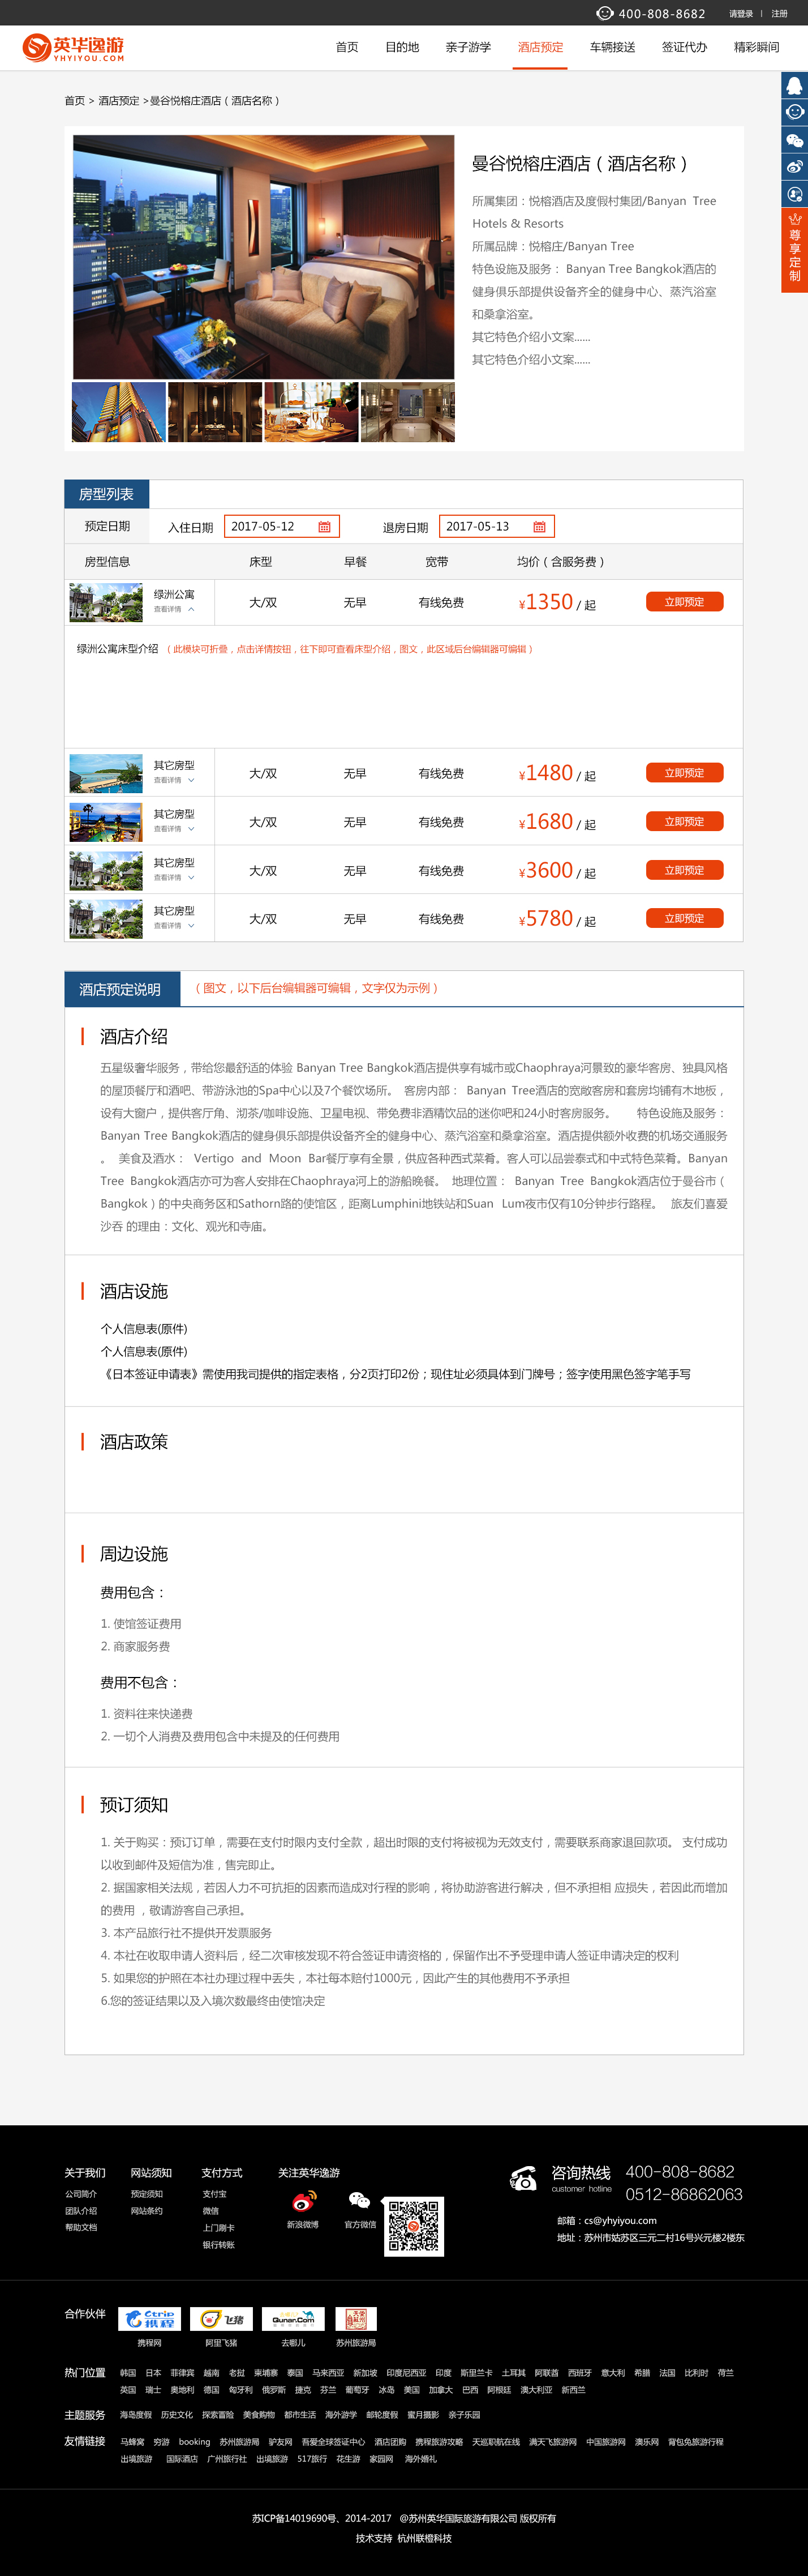 400-808-8682 请登录 | 注册
英华逸游 首页 目的地 亲子游学 酒店预定 车辆接送 签证代办 精彩瞬间
YHYIYOU.COM
首页 > 酒店预定 >曼谷悦榕庄酒店（酒店名称）
尊享定制
曼谷悦榕庄酒店（酒店名称）
所属集团：悦榕酒店及度假村集团/Banyan Tree
Hotels & Resorts
所属品牌：悦榕庄/Banyan Tree
特色设施及服务： Banyan Tree Bangkok酒店的
健身俱乐部提供设备齐全的健身中心、蒸汽浴室
和桑拿浴室。
其它特色介绍小文案......
其它特色介绍小文案......
房型列表
预定日期 入住日期 2017-05-12 退房日期 2017-05-13
房型信息 床型 早餐 宽带 均价（含服务费）
绿洲公寓
查看详情
大/双 无早 有线免费 ¥1350 / 起 立即预定
绿洲公寓床型介绍 （此模块可折叠，点击详情按钮，往下即可查看床型介绍，图文，此区域后台编辑器可编辑）
其它房型
查看详情
大/双 无早 有线免费 ¥1480 / 起 立即预定
其它房型
查看详情
大/双 无早 有线免费 ¥1680 / 起 立即预定
其它房型
查看详情
大/双 无早 有线免费 ¥3600 / 起 立即预定
其它房型
查看详情
大/双 无早 有线免费 ¥5780 / 起 立即预定
酒店预定说明 （图文，以下后台编辑器可编辑，文字仅为示例）
酒店介绍
五星级奢华服务，带给您最舒适的体验 Banyan Tree Bangkok酒店提供享有城市或Chaophraya河景致的豪华客房、独具风格
的屋顶餐厅和酒吧、带游泳池的Spa中心以及7个餐饮场所。 客房内部： Banyan Tree酒店的宽敞客房和套房均铺有木地板，
设有大窗户，提供客厅角、沏茶/咖啡设施、卫星电视、带免费非酒精饮品的迷你吧和24小时客房服务。 特色设施及服务：
Banyan Tree Bangkok酒店的健身俱乐部提供设备齐全的健身中心、蒸汽浴室和桑拿浴室。酒店提供额外收费的机场交通服务
。 美食及酒水： Vertigo and Moon Bar餐厅享有全景，供应各种西式菜肴。客人可以品尝泰式和中式特色菜肴。Banyan
Tree Bangkok酒店亦可为客人安排在Chaophraya河上的游船晚餐。 地理位置： Banyan Tree Bangkok酒店位于曼谷市（
Bangkok）的中央商务区和Sathorn路的使馆区，距离Lumphini地铁站和Suan Lum夜市仅有10分钟步行路程。 旅友们喜爱
沙吞 的理由：文化、观光和寺庙。
酒店设施
个人信息表(原件)
个人信息表(原件)
《日本签证申请表》需使用我司提供的指定表格，分2页打印2份；现住址必须具体到门牌号；签字使用黑色签字笔手写
酒店政策
周边设施
费用包含：
1. 使馆签证费用
2. 商家服务费
费用不包含：
1. 资料往来快递费
2. 一切个人消费及费用包含中未提及的任何费用
预订须知
1. 关于购买：预订订单，需要在支付时限内支付全款，超出时限的支付将被视为无效支付，需要联系商家退回款项。 支付成功
以收到邮件及短信为准，售完即止。
2. 据国家相关法规，若因人力不可抗拒的因素而造成对行程的影响，将协助游客进行解决，但不承担相 应损失，若因此而增加
的费用 ，敬请游客自己承担。
3. 本产品旅行社不提供开发票服务
4. 本社在收取申请人资料后，经二次审核发现不符合签证申请资格的，保留作出不予受理申请人签证申请决定的权利
5. 如果您的护照在本社办理过程中丢失，本社每本赔付1000元，因此产生的其他费用不予承担
6.您的签证结果以及入境次数最终由使馆决定
关于我们 网站须知 支付方式 关注英华逸游 咨询热线 400-808-8682
customer hotline 0512-86862063
公司简介 预定须知 支付宝
团队介绍 网站条约 微信
帮助文档 上门刷卡
银行转账
新浪微博 官方微信
邮箱：cs@yhyiyou.com
地址：苏州市姑苏区三元二村16号兴元楼2楼东
合作伙伴 Ctrip 携程 飞猪 Qunar.Com
携程网 阿里飞猪 去哪儿 苏州旅游局
热门位置 韩国 日本 菲律宾 越南 老挝 柬埔寨 泰国 马来西亚 新加坡 印度尼西亚 印度 斯里兰卡 土耳其 阿联酋 西班牙 意大利 希腊 法国 比利时 荷兰
英国 瑞士 奥地利 德国 匈牙利 俄罗斯 捷克 芬兰 葡萄牙 冰岛 美国 加拿大 巴西 阿根廷 澳大利亚 新西兰
主题服务 海岛度假 历史文化 探索冒险 美食购物 都市生活 海外游学 邮轮度假 蜜月摄影 亲子乐园
友情链接 马蜂窝 穷游 booking 苏州旅游局 驴友网 吾爱全球签证中心 酒店团购 携程旅游攻略 天巡职航在线 满天飞旅游网 中国旅游网 澳乐网 背包兔旅游行程
出境旅游 国际酒店 广州旅行社 出境旅游 517旅行 花生游 家园网 海外婚礼
苏ICP备14019690号、2014-2017 @苏州英华国际旅游有限公司 版权所有
技术支持 杭州联橙科技